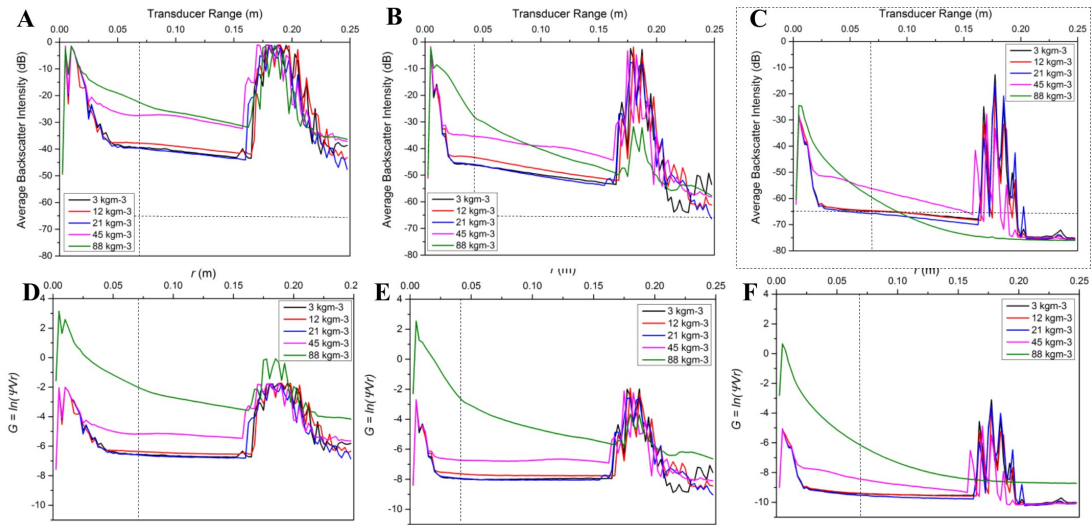 A
Transducer Range (m)
0.00 0.05 0.10 0.15 0.20 0.25
0
-10
-20
-30
-40
-50
-60
-70
-80
Average Backscatter Intensity (dB)
3 kgm-3
12 kgm-3
21 kgm-3
45 kgm-3
88 kgm-3
B
Transducer Range (m)
0.00 0.05 0.10 0.15 0.20 0.25
0
-10
-20
-30
-40
-50
-60
-70
-80
Average Backscatter Intensity (dB)
3 kgm-3
12 kgm-3
21 kgm-3
45 kgm-3
88 kgm-3
C
Transducer Range (m)
0.00 0.05 0.10 0.15 0.20 0.25
0
-10
-20
-30
-40
-50
-60
-70
-80
Average Backscatter Intensity (dB)
3 kgm-3
12 kgm-3
21 kgm-3
45 kgm-3
88 kgm-3
D
r (m)
0.00 0.05 0.10 0.15 0.20 0.25
4
2
0
-2
-4
-6
-8
-10
G = ln(ΨVr)
3 kgm-3
12 kgm-3
21 kgm-3
45 kgm-3
88 kgm-3
E
r (m)
0.00 0.05 0.10 0.15 0.20 0.25
4
2
0
-2
-4
-6
-8
-10
G = ln(ΨVr)
3 kgm-3
12 kgm-3
21 kgm-3
45 kgm-3
88 kgm-3
F
(m)
0.00 0.05 0.10 0.15 0.20 0.25
4
2
0
-2
-4
-6
-8
-10
G = ln(ΨVr)
3 kgm-3
12 kgm-3
21 kgm-3
45 kgm-3
88 kgm-3